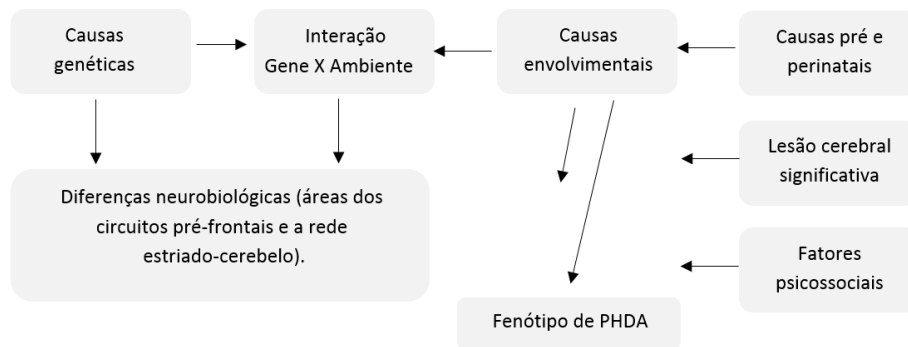 Causas
genéticas
Interação
Gene X Ambiente
Causas
envolvimentais
Causas pré e
perinatais
Lesão cerebral
significativa
Diferenças neurobiológicas (áreas dos
circuitos pré-frontais e a rede
estriado-cerebelo).
Fatores
psicossociais
Fenótipo de PHDA